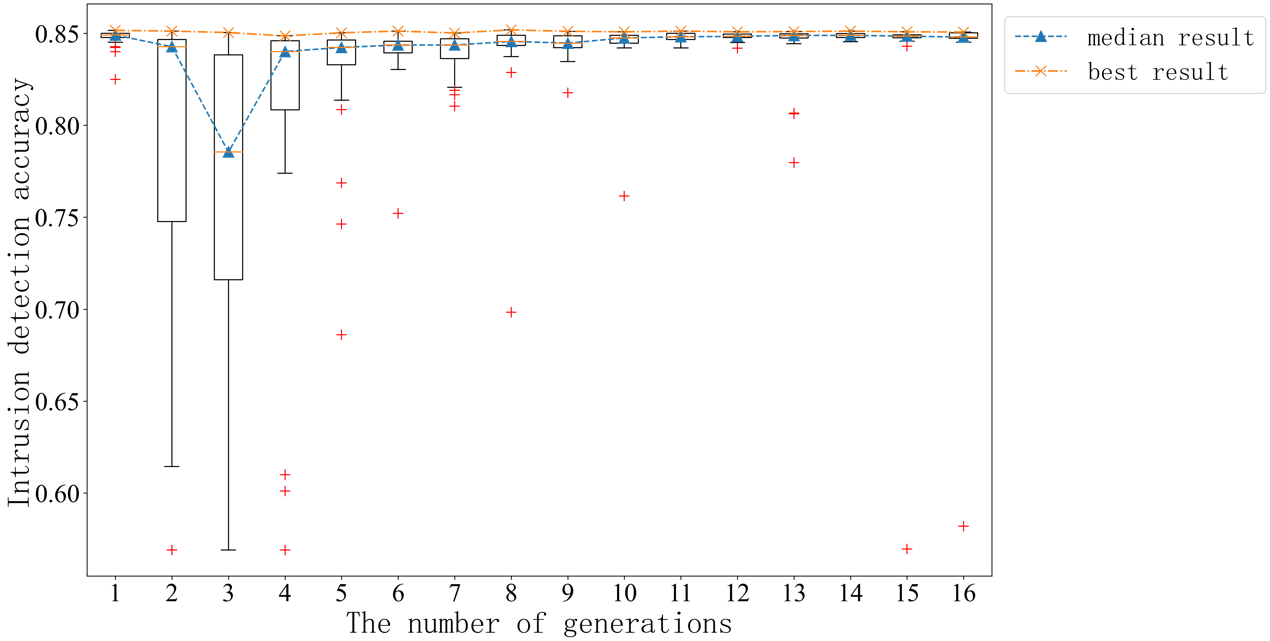 Intrusion detection accuracy
0.85
0.80
0.75
0.70
0.65
0.60
1 2 3 4 5 6 7 8 9 10 11 12 13 14 15 16
The number of generations
median result
best result